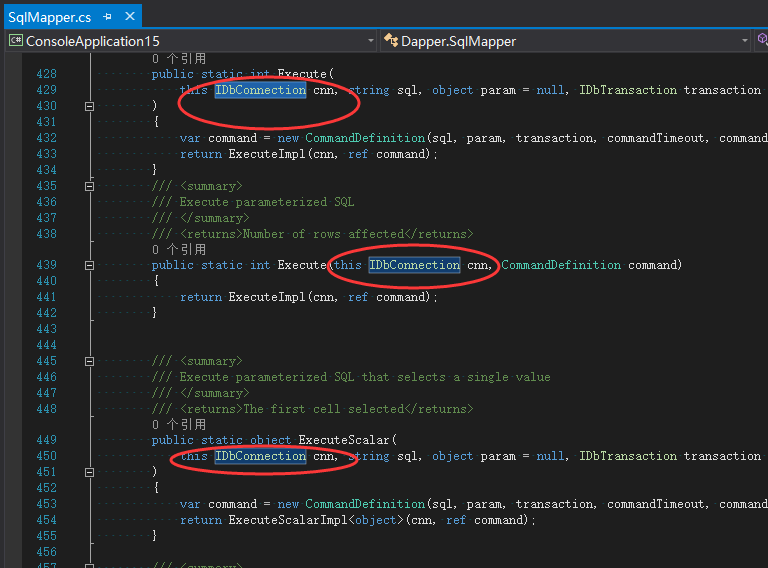 SqlMapper.cs
C# ConsoleApplication15 Dapper.SqlMapper
0 个引用
428 public static int Execute(
429 this IDbConnection cnn, string sql, object param = null, IDbTransaction transaction
430 )
431 {
432 var command = new CommandDefinition(sql, param, transaction, commandTimeout, command
433 return ExecuteImpl(cnn, ref command);
434 }
435 /// <summary>
436 /// Execute parameterized SQL
437 /// </summary>
438 /// <returns>Number of rows affected</returns>
0 个引用
439 public static int Execute(this IDbConnection cnn, CommandDefinition command)
440 {
441 return ExecuteImpl(cnn, ref command);
442 }
443
444
445 /// <summary>
446 /// Execute parameterized SQL that selects a single value
447 /// </summary>
448 /// <returns>The first cell selected</returns>
0 个引用
449 public static object ExecuteScalar(
450 this IDbConnection cnn, string sql, object param = null, IDbTransaction transaction
451 )
452 {
453 var command = new CommandDefinition(sql, param, transaction, commandTimeout, command
454 return ExecuteScalarImpl<object>(cnn, ref command);
455 }
456
457 /// <summary>